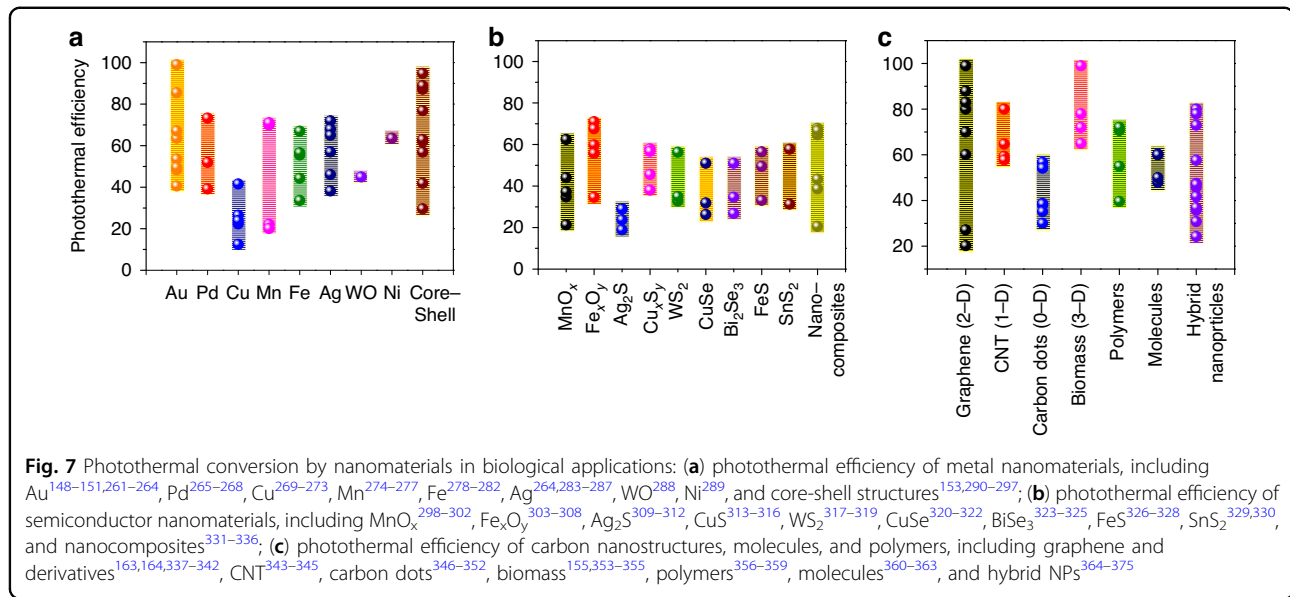 a
b
c
Photothermal efficiency
100
80
60
40
20
0
Au Pd Cu Mn Fe Ag WO Ni Core–
Shell
100
80
60
40
20
0
MnOx
FexOy
Ag2S
CuxSy
WS2
CuSe
Bi2Se3
FeS
SnS2
Nano–
composites
100
80
60
40
20
Graphene (2–D)
CNT (1–D)
Carbon dots (0–D)
Biomass (3–D)
Polymers
Molecules
Hybrid
nanoprticles
Fig. 7 Photothermal conversion by nanomaterials in biological applications: (a) photothermal efficiency of metal nanomaterials, including
Au148–151,261–264, Pd265–268, Cu269–273, Mn274–277, Fe278–282, Ag264,283–287, WO288, Ni289, and core-shell structures153,290–297; (b) photothermal efficiency of
semiconductor nanomaterials, including MnOx298–302, FexOy303–308, Ag2S309–312, CuS313–316, WS2317–319, CuSe320–322, BiSe3323–325, FeS326–328, SnS2329,330,
and nanocomposites331–336; (c) photothermal efficiency of carbon nanostructures, molecules, and polymers, including graphene and
derivatives163,164,337–342, CNT343–345, carbon dots346–352, biomass155,353–355, polymers356–359, molecules360–363, and hybrid NPs364–375